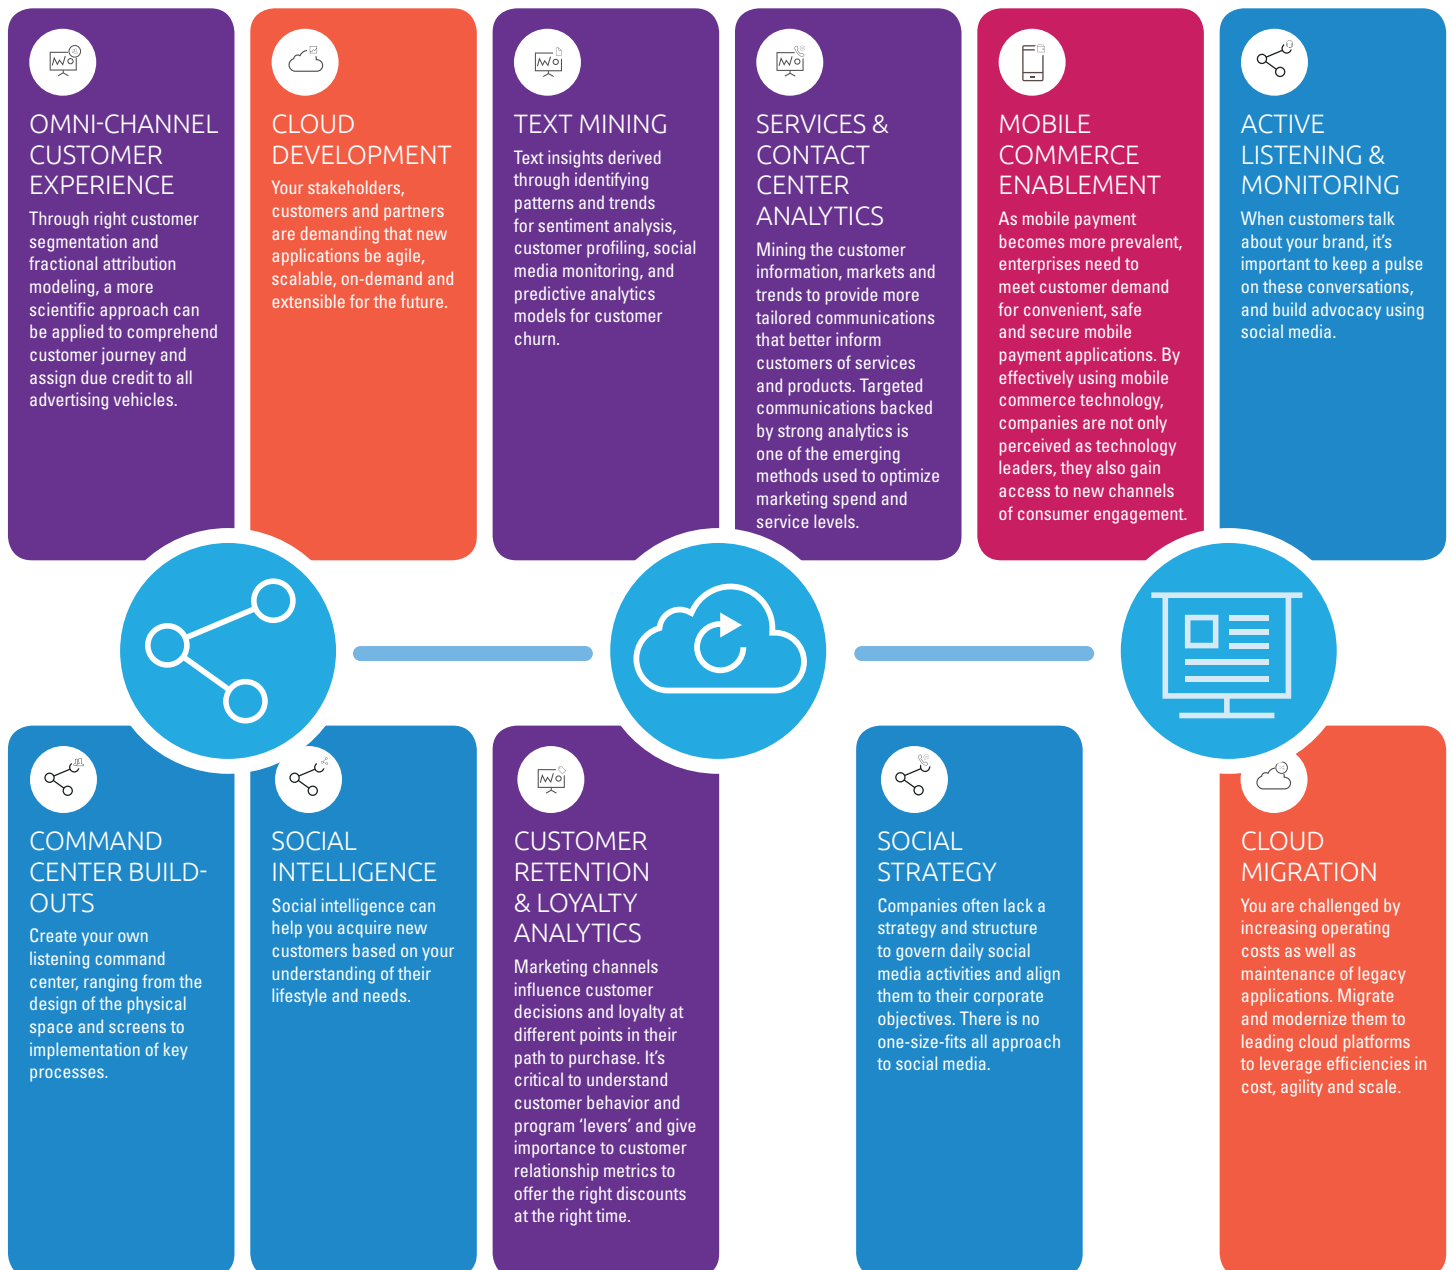 OMNI-CHANNEL
CUSTOMER
EXPERIENCE
Through right customer
segmentation and
fractional attribution
modeling, a more
scientific approach can
be applied to comprehend
customer journey and
assign due credit to all
advertising vehicles.
CLOUD
DEVELOPMENT
Your stakeholders,
customers and partners
are demanding that new
applications be agile,
scalable, on-demand and
extensible for the future.
TEXT MINING
Text insights derived
through identifying
patterns and trends
for sentiment analysis,
customer profiling, social
media monitoring, and
predictive analytics
models for customer
churn.
SERVICES &
CONTACT
CENTER
ANALYTICS
Mining the customer
information, markets and
trends to provide more
tailored communications
that better inform
customers of services
and products. Targeted
communications backed
by strong analytics is
one of the emerging
methods used to optimize
marketing spend and
service levels.
MOBILE
COMMERCE
ENABLEMENT
As mobile payment
becomes more prevalent,
enterprises need to
meet customer demand
for convenient, safe
and secure mobile
payment applications. By
effectively using mobile
commerce technology,
companies are not only
perceived as technology
leaders, they also gain
access to new channels
of consumer engagement.
ACTIVE
LISTENING &
MONITORING
When customers talk
about your brand, it's
important to keep a pulse
on these conversations,
and build advocacy using
social media.
COMMAND
CENTER BUILD-
OUTS
Create your own
listening command
center, ranging from the
design of the physical
space and screens to
implementation of key
processes.
SOCIAL
INTELLIGENCE
Social intelligence can
help you acquire new
customers based on your
understanding of their
lifestyle and needs.
CUSTOMER
RETENTION
& LOYALTY
ANALYTICS
Marketing channels
influence customer
decisions and loyalty at
different points in their
path to purchase. It's
critical to understand
customer behavior and
program 'levers' and give
importance to customer
relationship metrics to
offer the right discounts
at the right time.
SOCIAL
STRATEGY
Companies often lack a
strategy and structure
to govern daily social
media activities and align
them to their corporate
objectives. There is no
one-size-fits all approach
to social media.
CLOUD
MIGRATION
You are challenged by
increasing operating
costs as well as
maintenance of legacy
applications. Migrate
and modernize them to
leading cloud platforms
to leverage efficiencies in
cost, agility and scale.